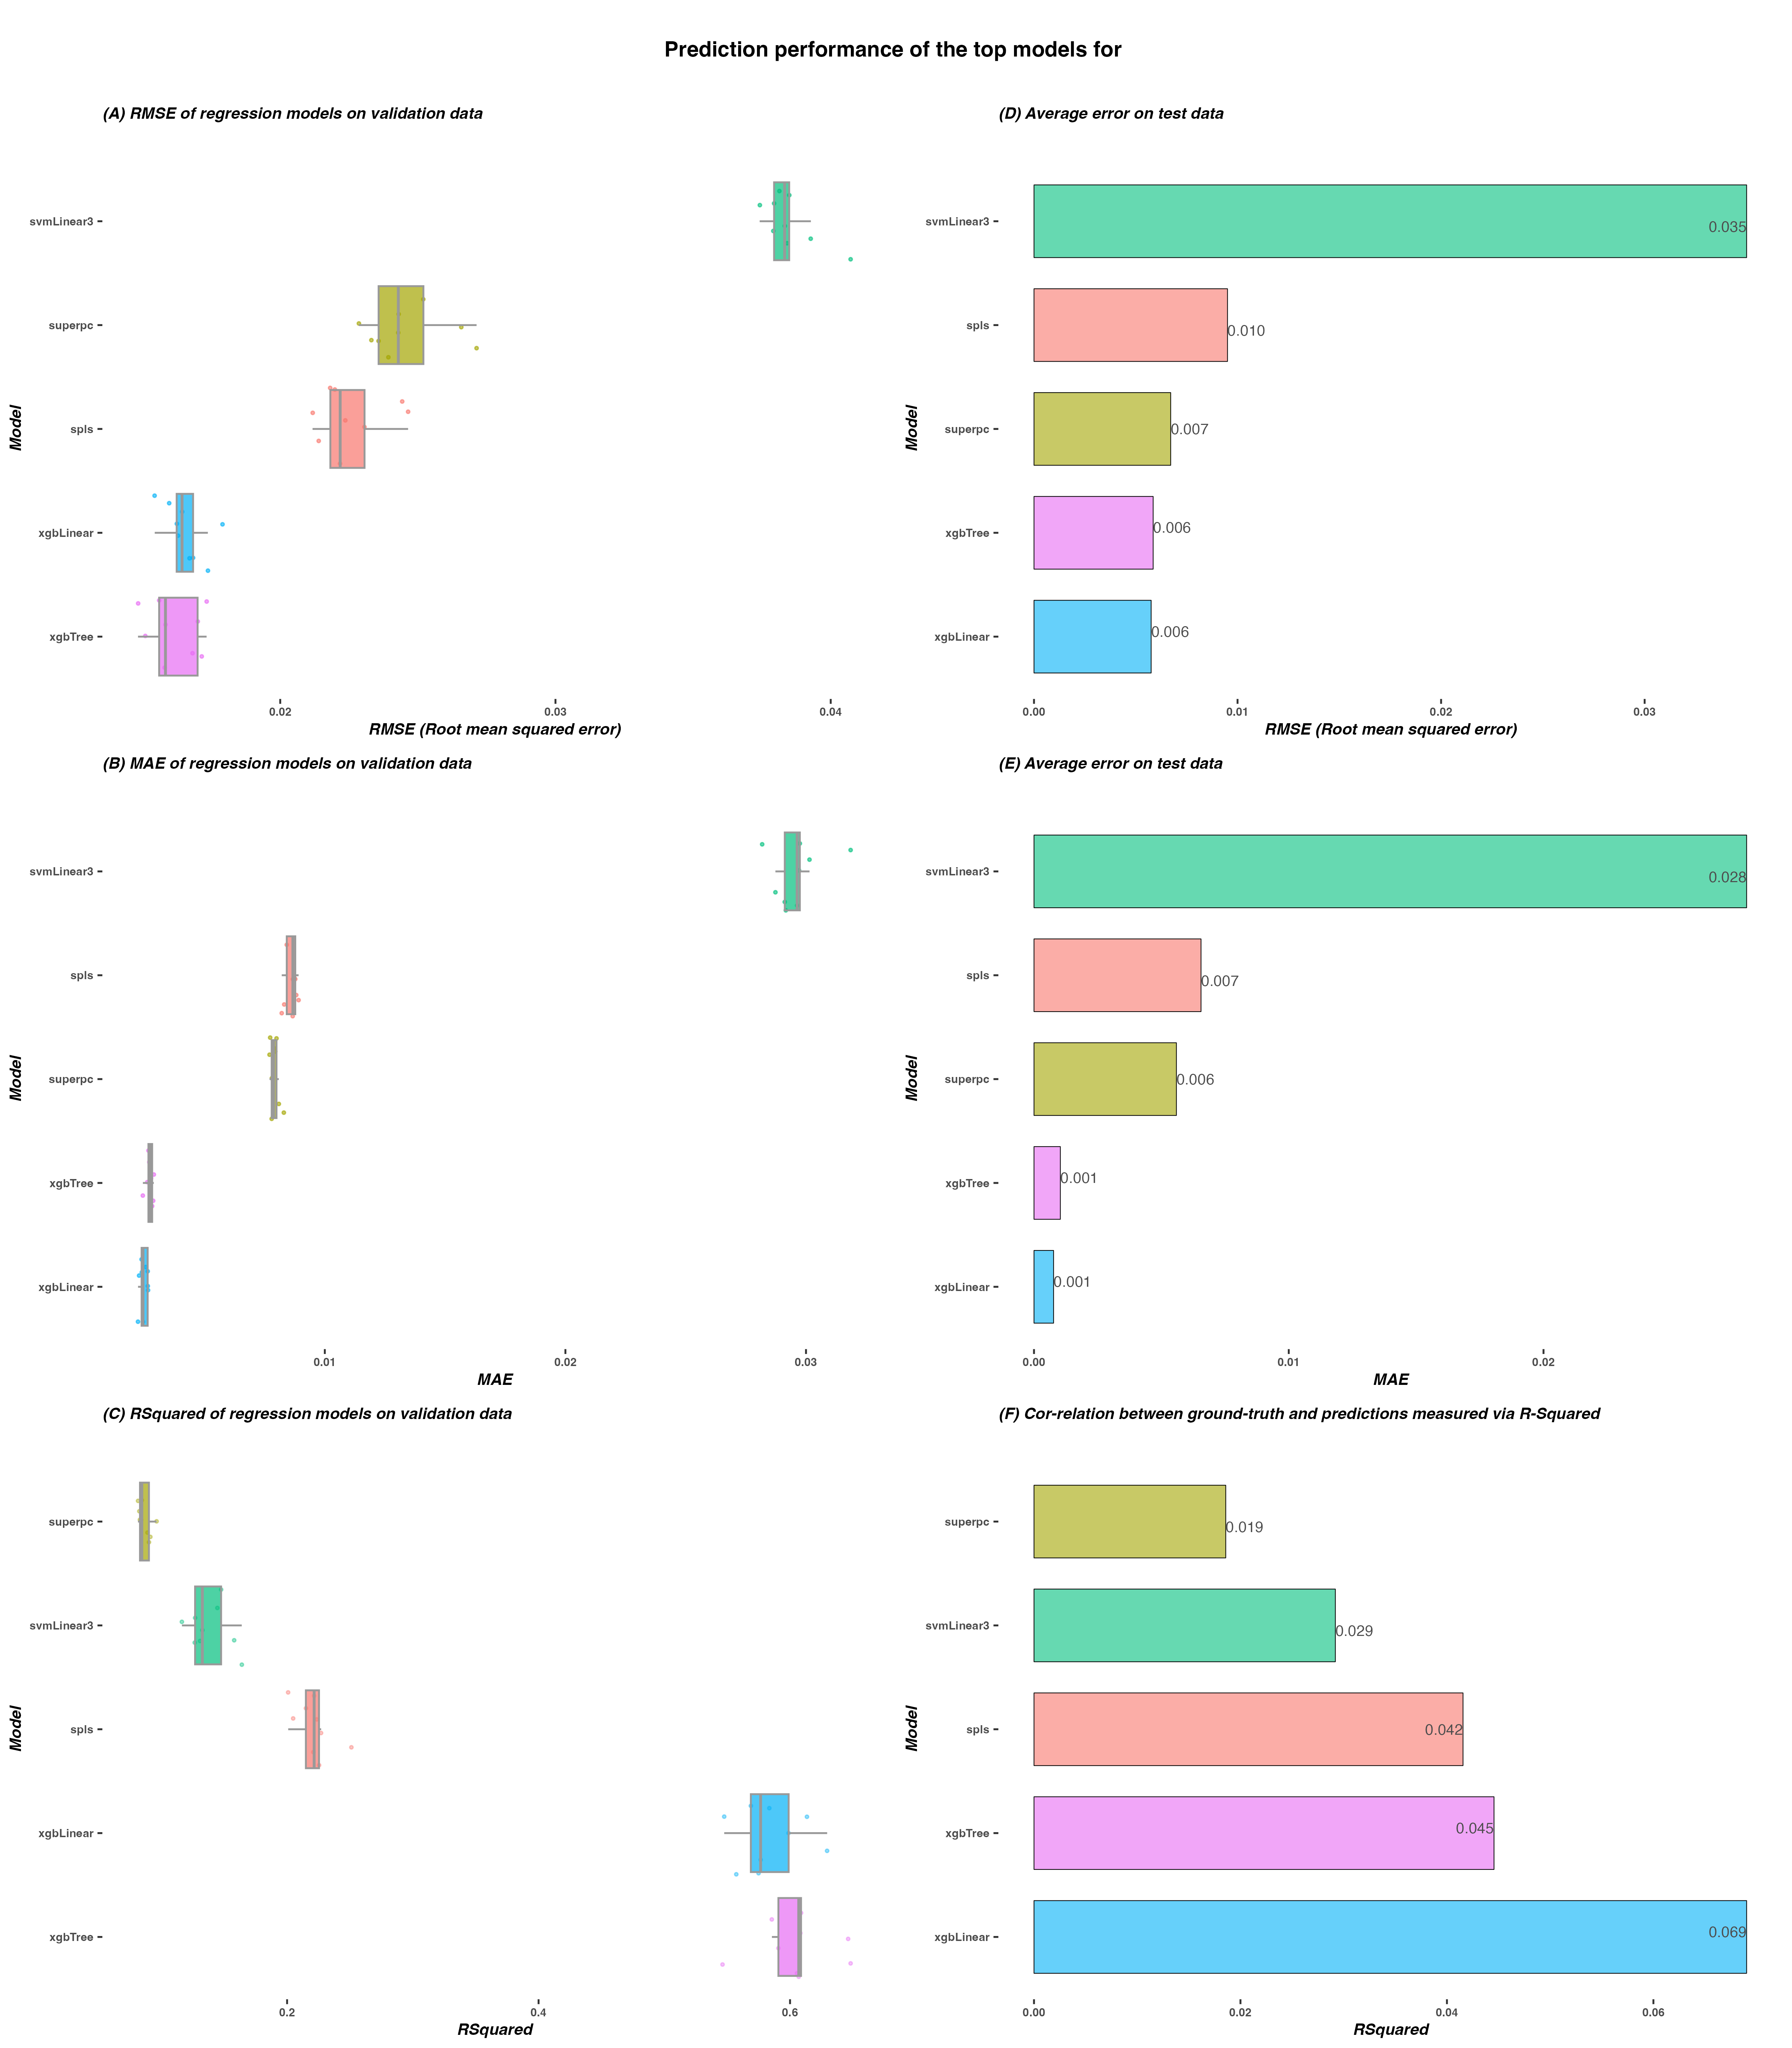 Prediction performance of the top models for
(A) RMSE of regression models on validation data
Model
svmLinear3
superpc
spls
xgbLinear
xgbTree
0.02 0.03 0.04
RMSE (Root mean squared error)
(D) Average error on test data
Model
svmLinear3 0.035
spls 0.010
superpc 0.007
xgbTree 0.006
xgbLinear 0.006
0.00 0.01 0.02 0.03
RMSE (Root mean squared error)
(B) MAE of regression models on validation data
Model
svmLinear3
spls
superpc
xgbTree
xgbLinear
0.01 0.02 0.03
MAE
(E) Average error on test data
Model
svmLinear3 0.028
spls 0.007
superpc 0.006
xgbTree 0.001
xgbLinear 0.001
0.00 0.01 0.02
MAE
(C) RSquared of regression models on validation data
Model
superpc
svmLinear3
spls
xgbLinear
xgbTree
0.2 0.4 0.6
RSquared
(F) Cor-relation between ground-truth and predictions measured via R-Squared
Model
superpc 0.019
svmLinear3 0.029
spls 0.042
xgbTree 0.045
xgbLinear 0.069
0.00 0.02 0.04 0.06
RSquared